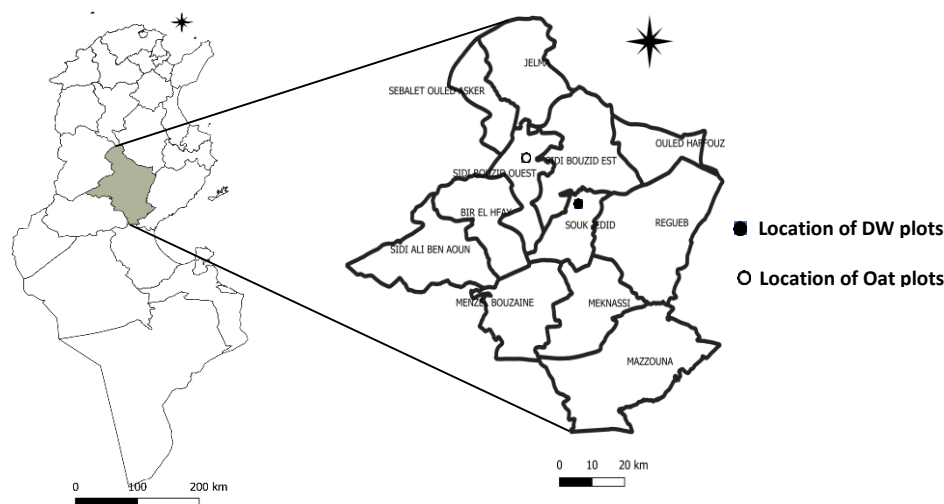 JELMA
SEBALET OULED ASKER
OULED HAFFOUZ
SIDI BOUZID EST
SIDI BOUZID OUEST
BIR EL HFAY
SOUK JEDID
REGUEB
SIDI ALI BEN AOUN
MENZEL BOUZAINE
MEKNASSI
MAZZOUNA
Location of DW plots
Location of Oat plots
0 10 20 km
0 100 200 km